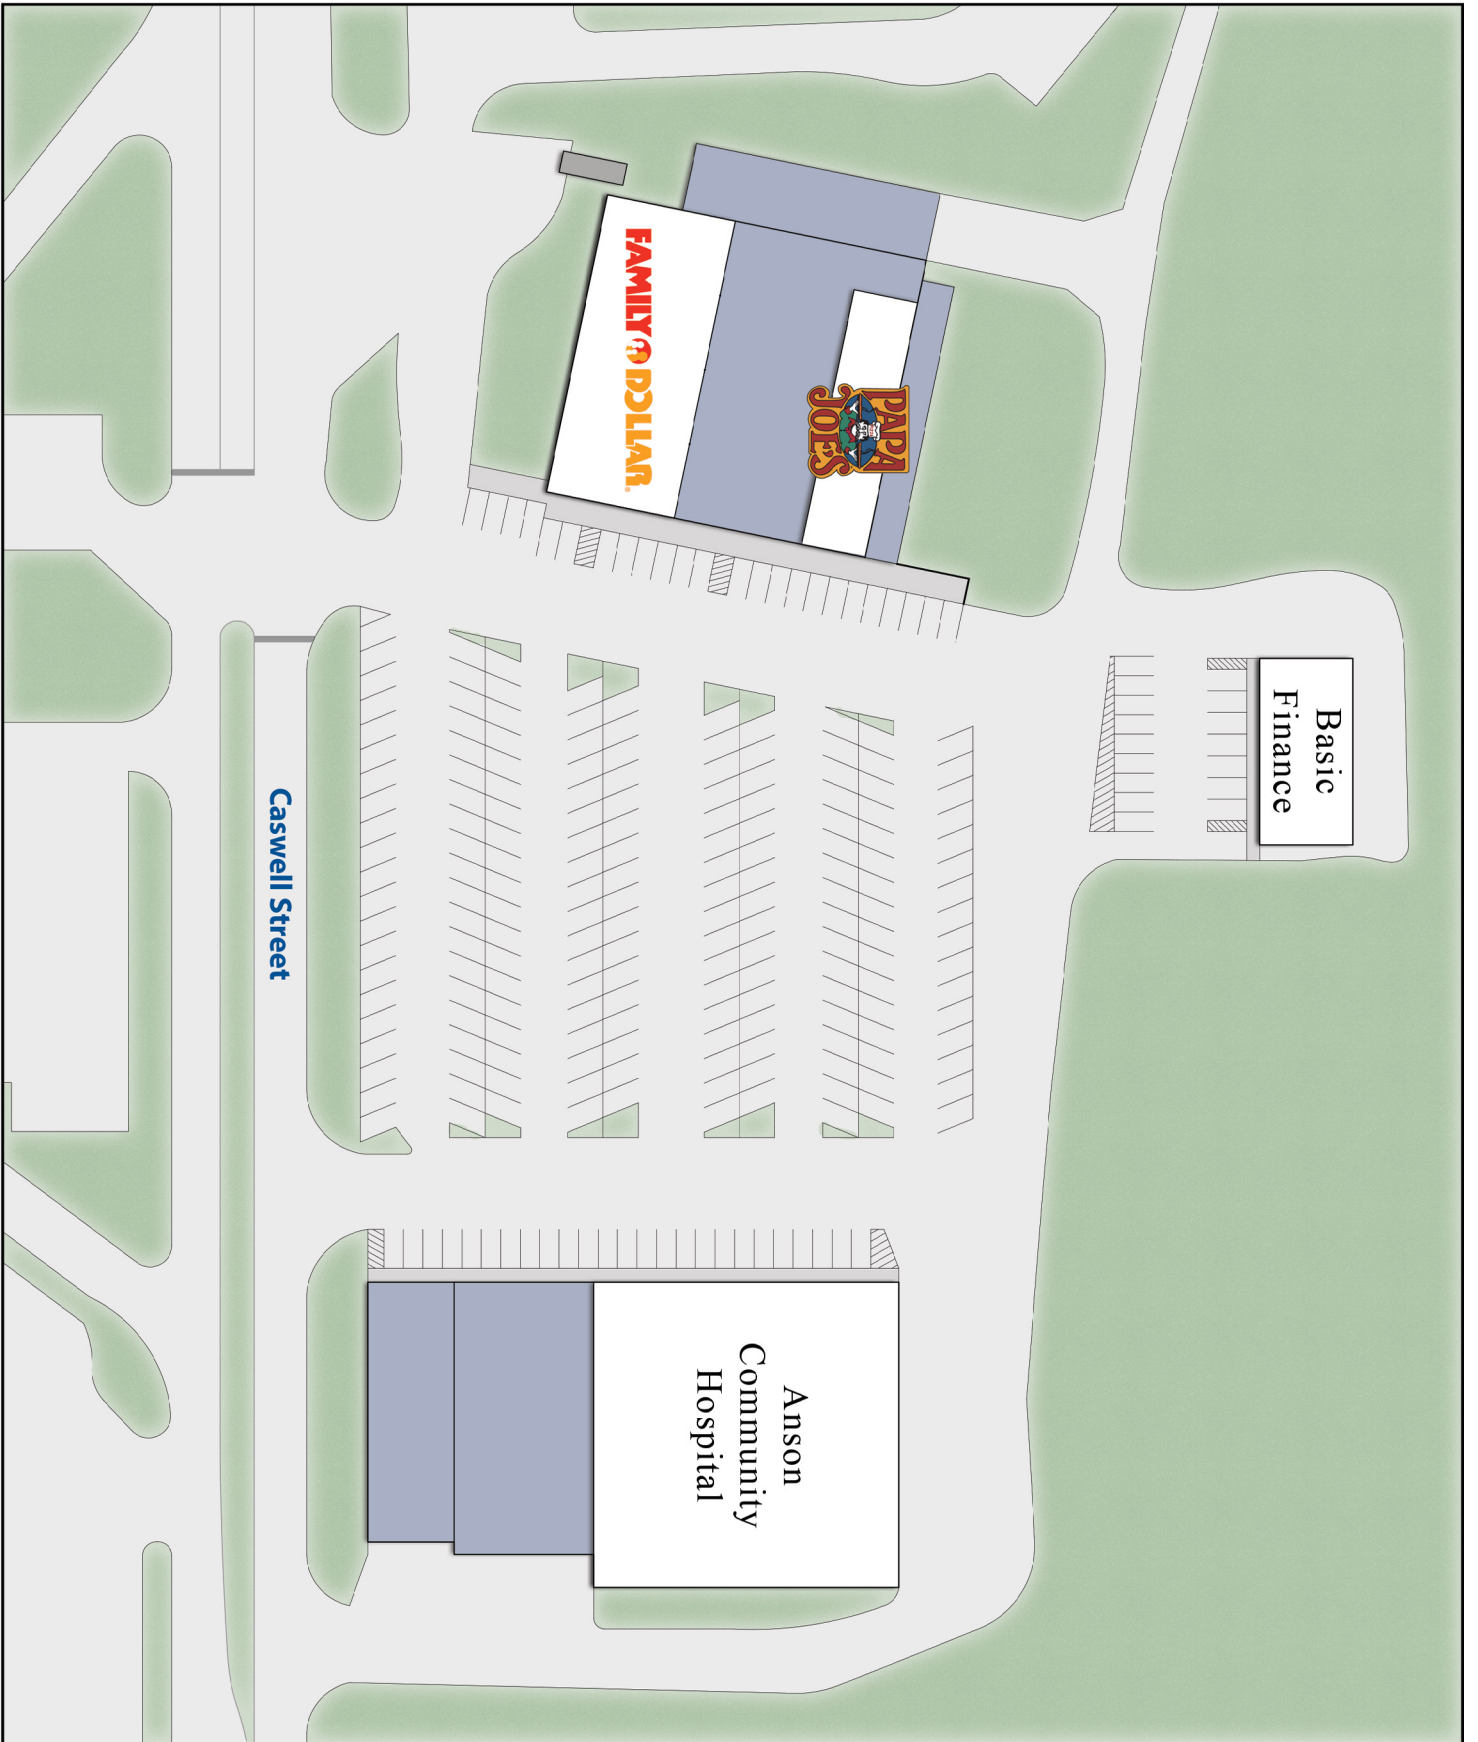 FAMILY DOLLAR
PAPA
JOE'S
Basic
Finance
Caswell Street
Anson
Community
Hospital